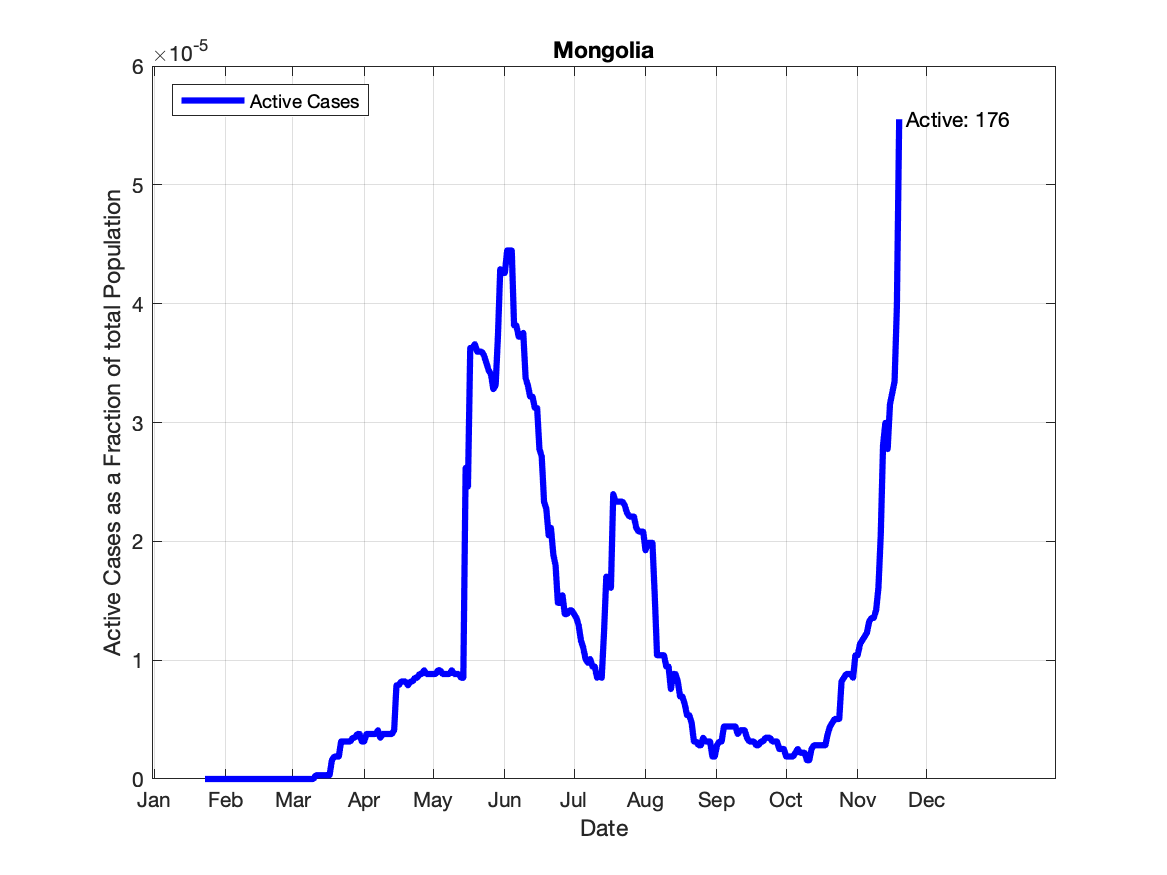 Mongolia
×10-5
Active Cases
Active: 176
6
5
4
3
2
1
0
Active Cases as a Fraction of total Population
Jan Feb Mar Apr May Jun Jul Aug Sep Oct Nov Dec
Date